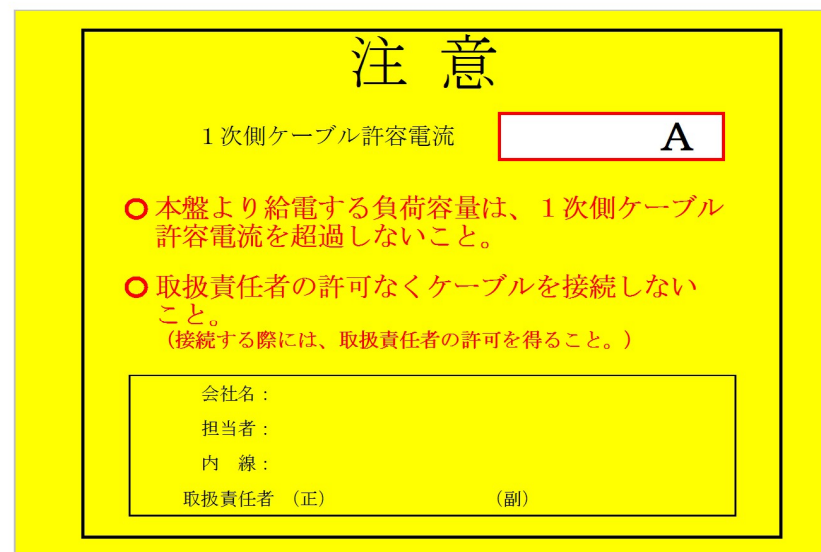 注 意
１次側ケーブル許容電流 A
○本盤より給電する負荷容量は、１次側ケーブル
許容電流を超過しないこと。
○取扱責任者の許可なくケーブルを接続しない
こと。
（接続する際には、取扱責任者の許可を得ること。）
会社名：
担当者：
内　線：
取扱責任者 （正） （副）